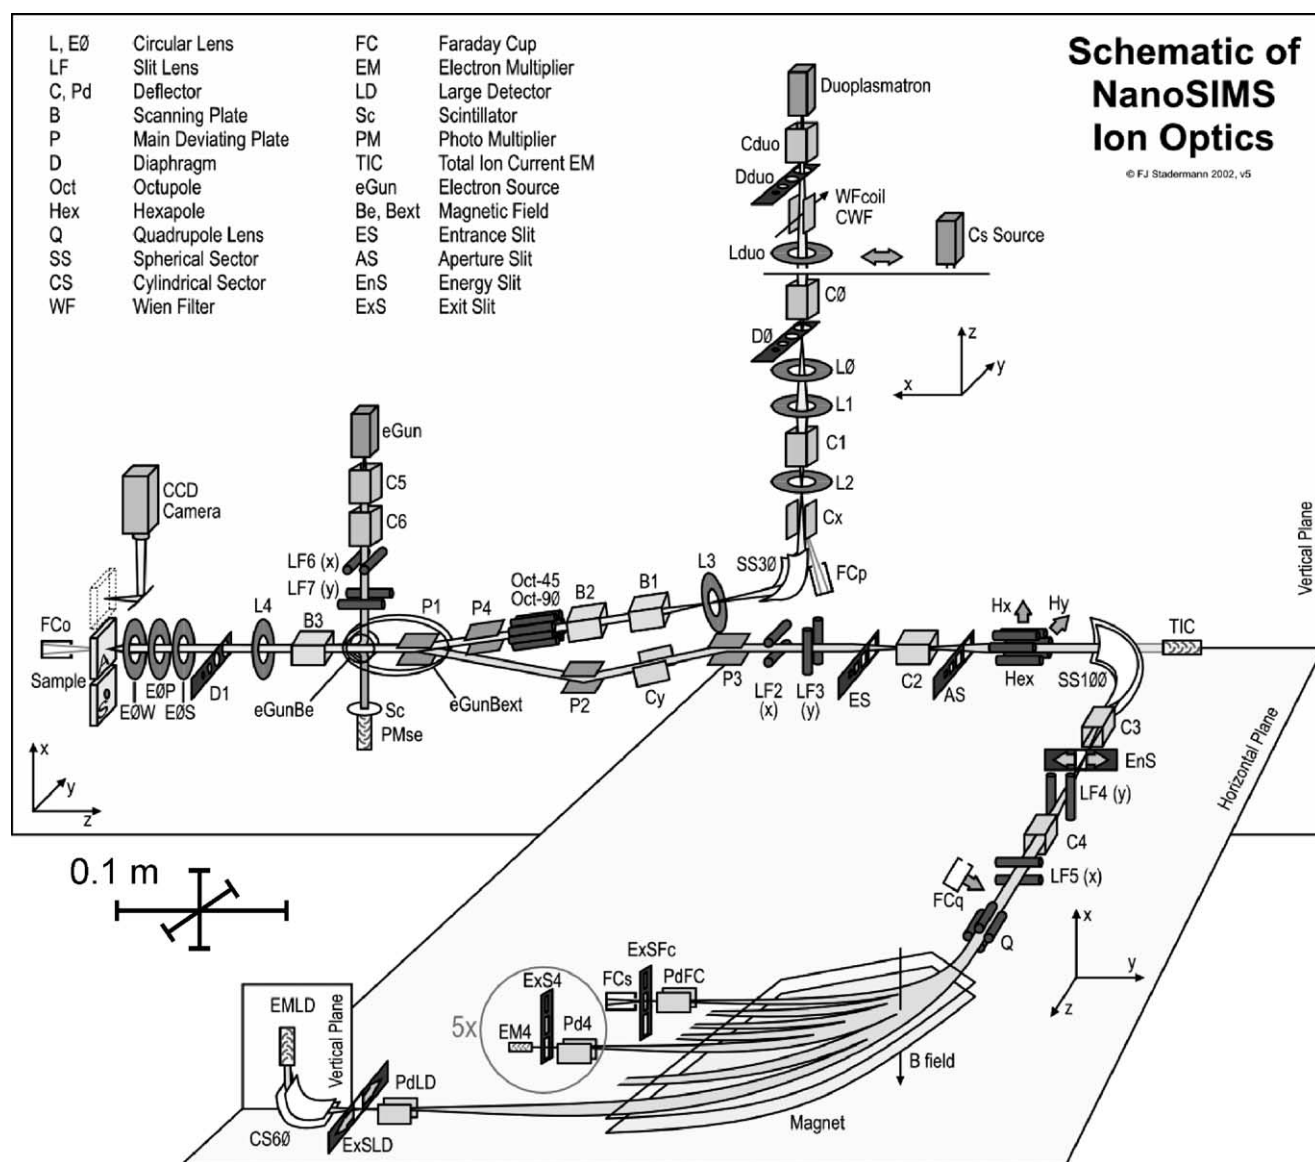 Schematic of
NanoSIMS
Ion Optics
© FJ Stadermann 2002, v5
L, EØ Circular Lens FC Faraday Cup
LF Slit Lens EM Electron Multiplier
C, Pd Deflector LD Large Detector
B Scanning Plate Sc Scintillator
P Main Deviating Plate PM Photo Multiplier
D Diaphragm TIC Total Ion Current EM
Oct Octupole eGun Electron Source
Hex Hexapole Be, Bext Magnetic Field
Q Quadrupole Lens ES Entrance Slit
SS Spherical Sector AS Aperture Slit
CS Cylindrical Sector EnS Energy Slit
WF Wien Filter ExS Exit Slit
Duoplasmatron
Cduo
Dduo
WFcoil
CWF
Lduo
Cs Source
CØ
DØ
z
y
x
LØ
L1
C1
L2
Cx
SS3Ø
FCp
L3
eGun
C5
C6
CCD
Camera
LF6 (x)
LF7 (y)
Oct-45
Oct-9Ø
B2
B1
P4
P1
B3
L4
FCo
Sample
EØW
EØP
EØS
D1
eGunBe
Sc
PMse
eGunBext
P2
Cy
P3
LF2
(x)
LF3
(y)
ES
C2
AS
Hx
Hy
Hex
SS1ØØ
TIC
Vertical Plane
C3
EnS
LF4 (y)
C4
LF5 (x)
FCq
Q
Horizontal Plane
x
y
z
0.1 m
x
y
z
ExSFc
FCs
PdFC
ExS4
5x
EM4
Pd4
B field
Magnet
EMLD
Vertical Plane
PdLD
CS6Ø
ExSLD